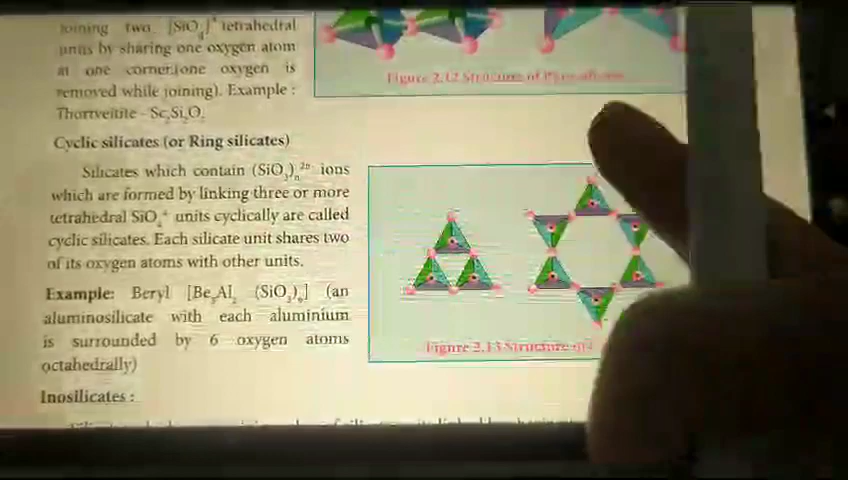 joining two [SiO4]4- tetrahedral
units by sharing one oxygen atom
at one corner.(one oxygen is
removed while joining). Example :
Thortveitite - Sc2Si2O7
Figure 2.12 Structure of Pyro silicate
Cyclic silicates (or Ring silicates)
Silicates which contain (SiO3)n2n- ions
which are formed by linking three or more
tetrahedral SiO44- units cyclically are called
cyclic silicates. Each silicate unit shares two
of its oxygen atoms with other units.
Example: Beryl [Be3Al2 (SiO3)6] (an
aluminosilicate with each aluminium
is surrounded by 6 oxygen atoms
octahedrally)
Figure 2.13 Structure of
Inosilicates :